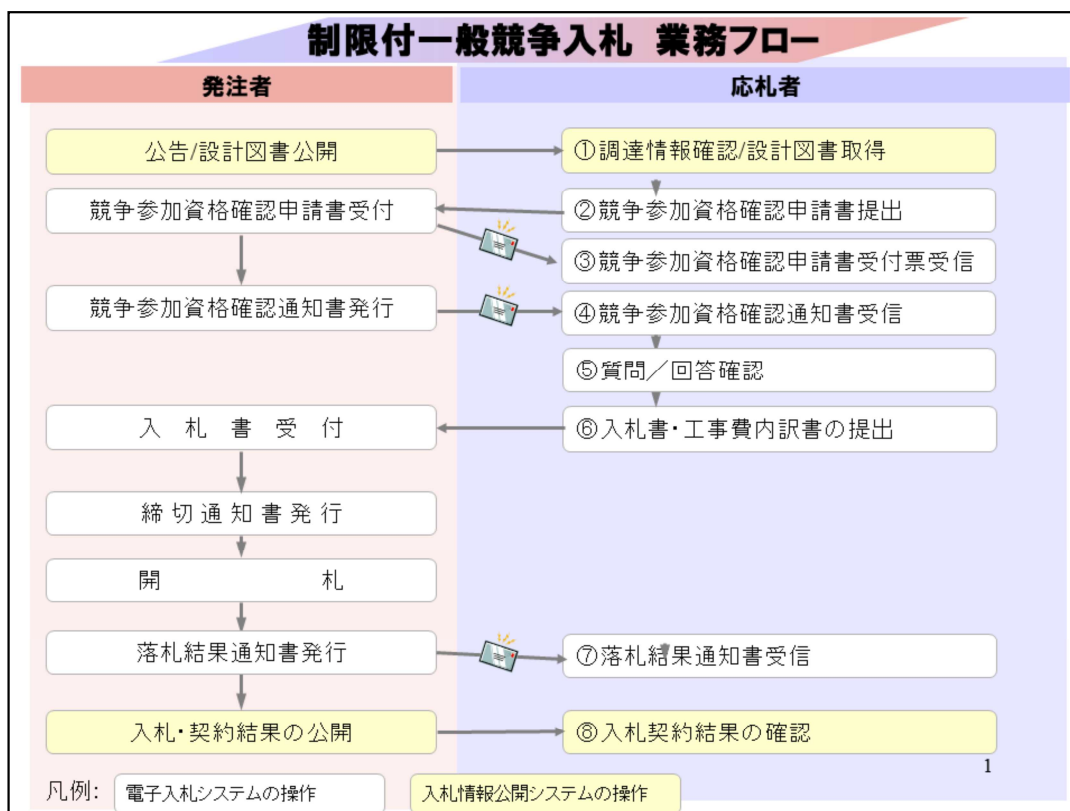 制限付一般競争入札 業務フロー
発注者
応札者
公告/設計図書公開
①調達情報確認/設計図書取得
競争参加資格確認申請書受付
②競争参加資格確認申請書提出
③競争参加資格確認申請書受付票受信
競争参加資格確認通知書発行
④競争参加資格確認通知書受信
⑤質問／回答確認
入 札 書 受 付
⑥入札書・工事費内訳書の提出
締切通知書発行
開 札
落札結果通知書発行
⑦落札結果通知書受信
入札・契約結果の公開
⑧入札契約結果の確認
1
凡例: 電子入札システムの操作 入札情報公開システムの操作